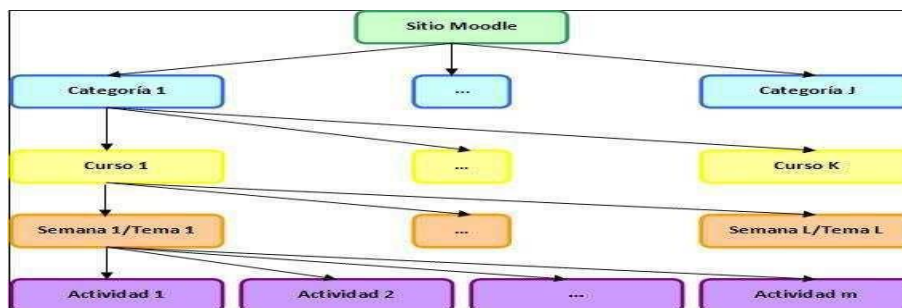 Sitio Moodle
Categoría 1
...
Categoría J
Curso 1
...
Curso K
Semana 1/Tema 1
...
Semana L/Tema L
Actividad 1
Actividad 2
...
Actividad m